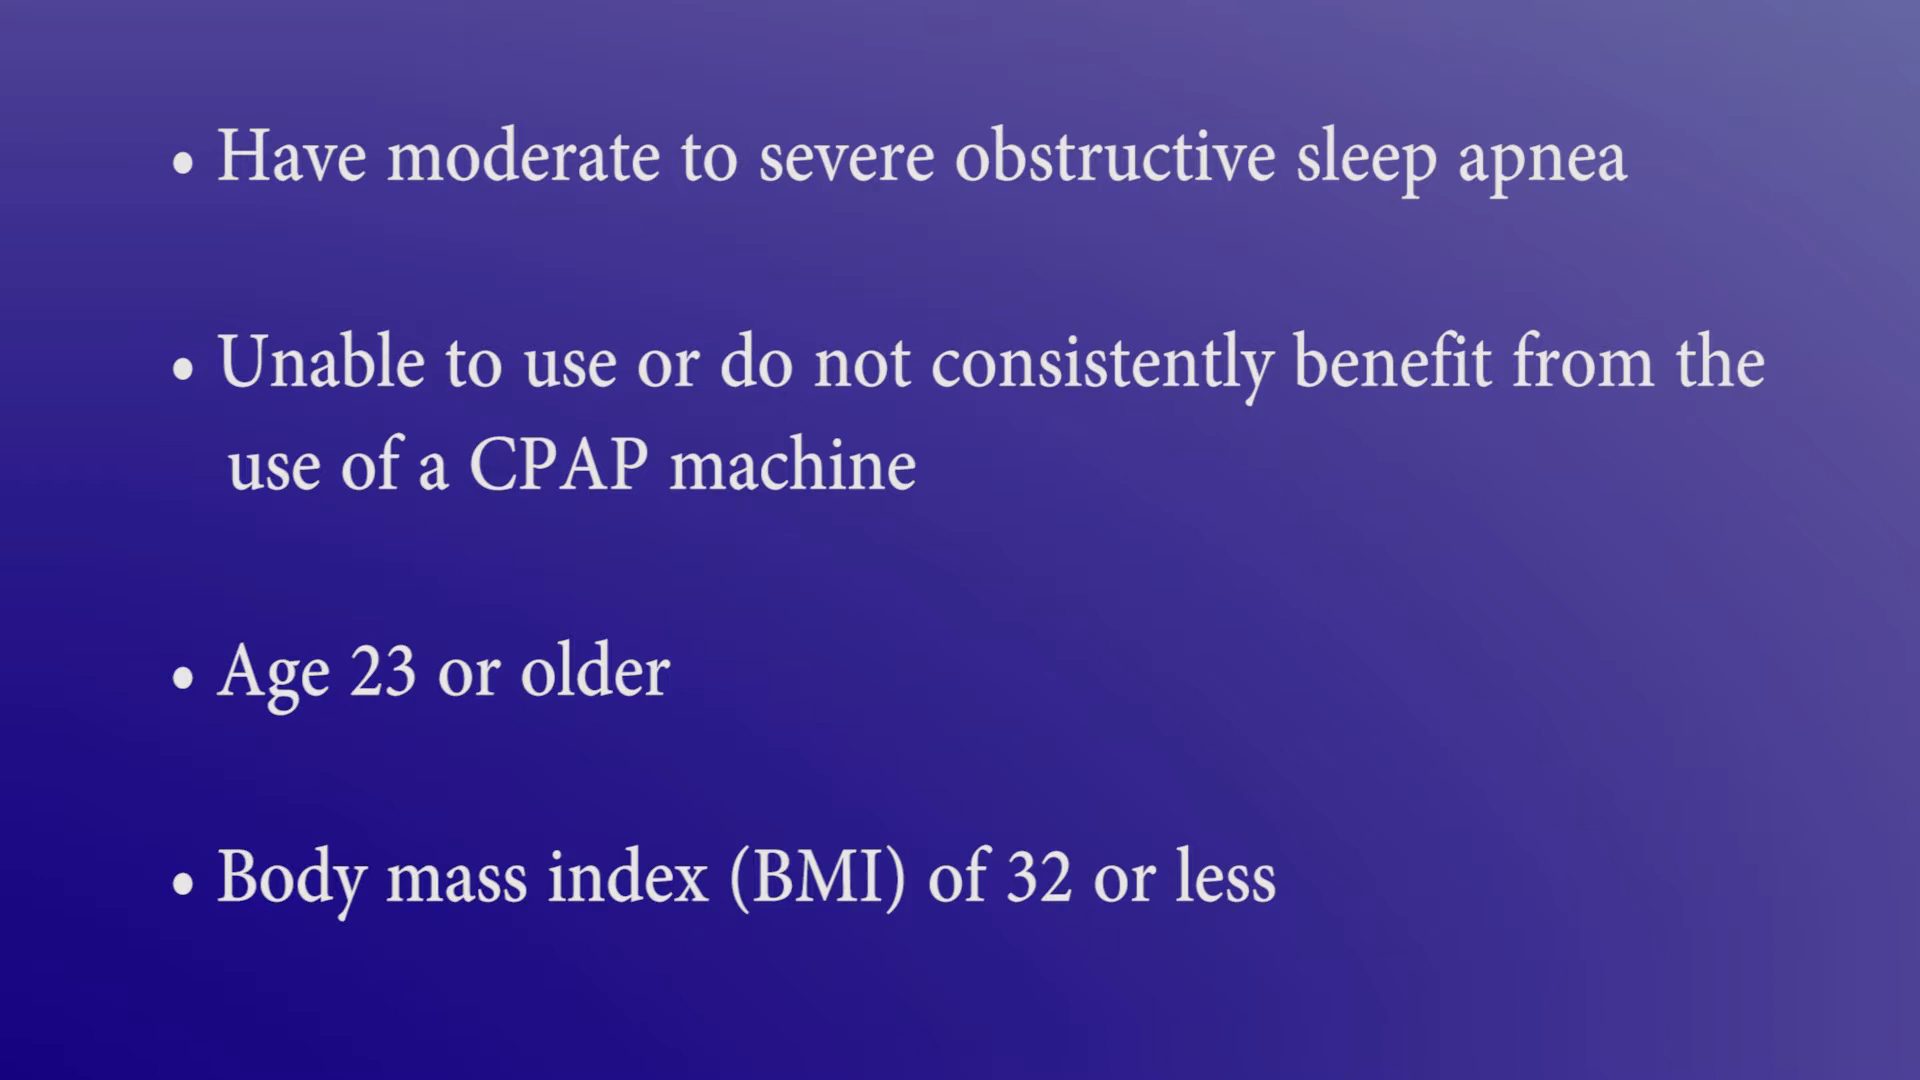 • Have moderate to severe obstructive sleep apnea
• Unable to use or do not consistently benefit from the
use of a CPAP machine
• Age 23 or older
• Body mass index (BMI) of 32 or less